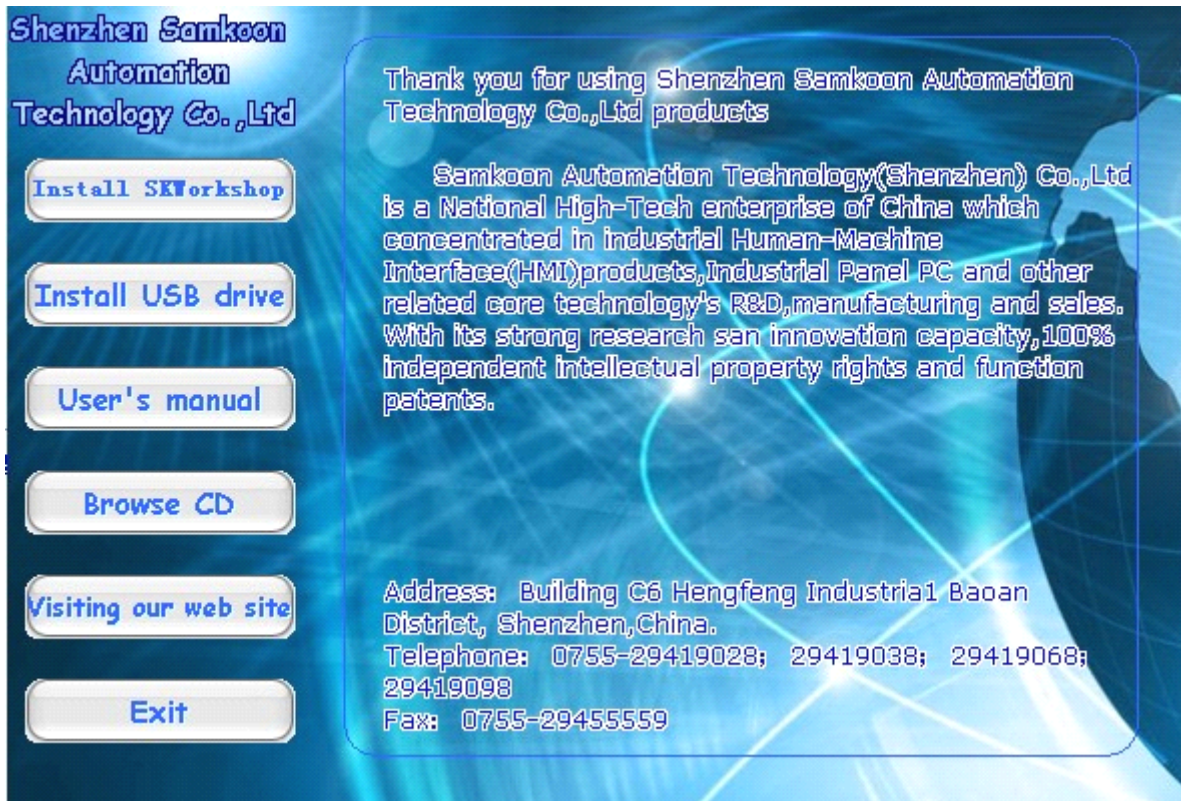 Shenzhen Samkoon
Automation
Technology Co.,Ltd
Install SKWorkshop
Install USB drive
User's manual
Browse CD
Visiting our web site
Exit
Thank you for using Shenzhen Samkoon Automation
Technology Co.,Ltd products
Samkoon Automation Technology(Shenzhen) Co.,Ltd
is a National High-Tech enterprise of China which
concentrated in industrial Human-Machine
Interface(HMI)products,Industrial Panel PC and other
related core technology's R&D,manufacturing and sales.
With its strong research san innovation capacity,100%
independent intellectual property rights and function
patents.
Address: Building C6 Hengfeng Industria1 Baoan
District, Shenzhen,China.
Telephone: 0755-29419028; 29419038; 29419068;
29419098
Fax: 0755-29455559